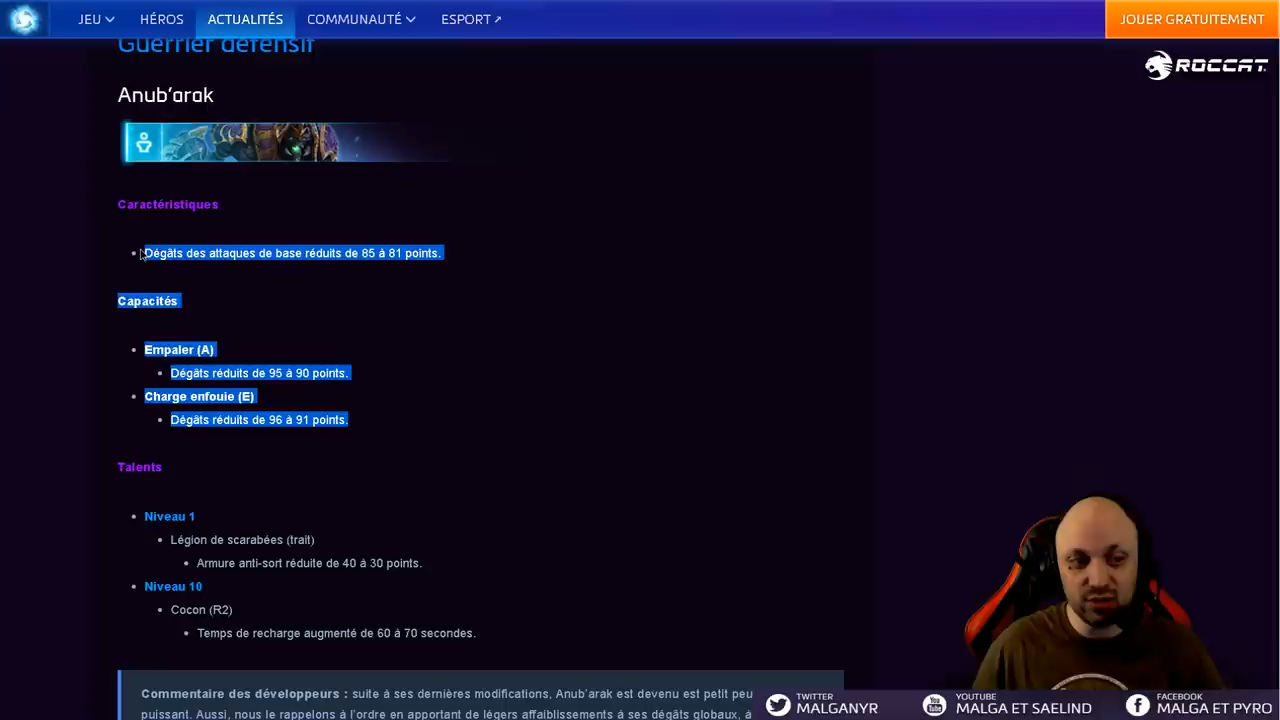 JEU
HÉROS
ACTUALITÉS
COMMUNAUTÉ
ESPORT
JOUER GRATUITEMENT
Guerrier défensif
ROCCAT
Anub'arak
Caractéristiques
Dégâts des attaques de base réduits de 85 à 81 points.
Capacités
Empaler (A)
Dégâts réduits de 95 à 90 points.
Charge enfouie (E)
Dégâts réduits de 96 à 91 points.
Talents
Niveau 1
Légion de scarabées (trait)
Armure anti-sort réduite de 40 à 30 points.
Niveau 10
Cocon (R2)
Temps de recharge augmenté de 60 à 70 secondes.
Commentaire des développeurs : suite à ses dernières modifications, Anub'arak est devenu est petit peu
puissant. Aussi, nous le rappelons à l'ordre en apportant de légers affaiblissements à ses dégâts globaux, à
TWITTER
MALGANYR
YOUTUBE
MALGA ET SAELIND
FACEBOOK
MALGA ET PYRO